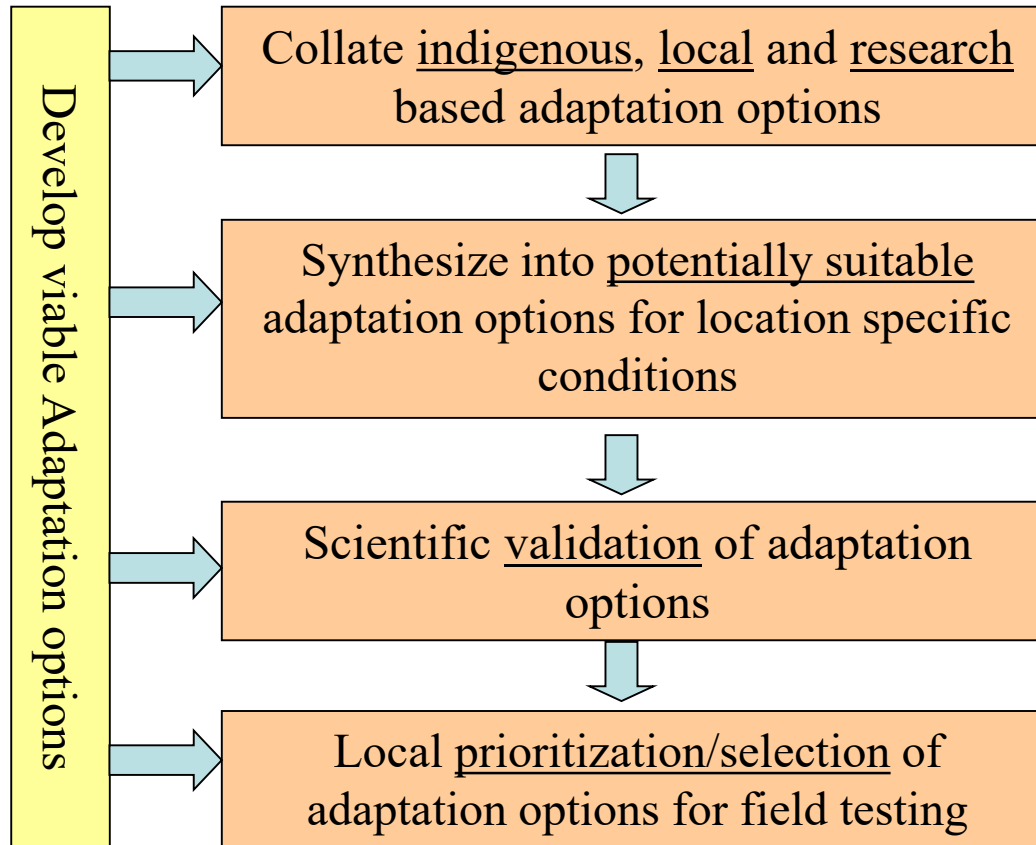 Develop viable Adaptation options
Collate indigenous, local and research
based adaptation options
Synthesize into potentially suitable
adaptation options for location specific
conditions
Scientific validation of adaptation
options
Local prioritization/selection of
adaptation options for field testing